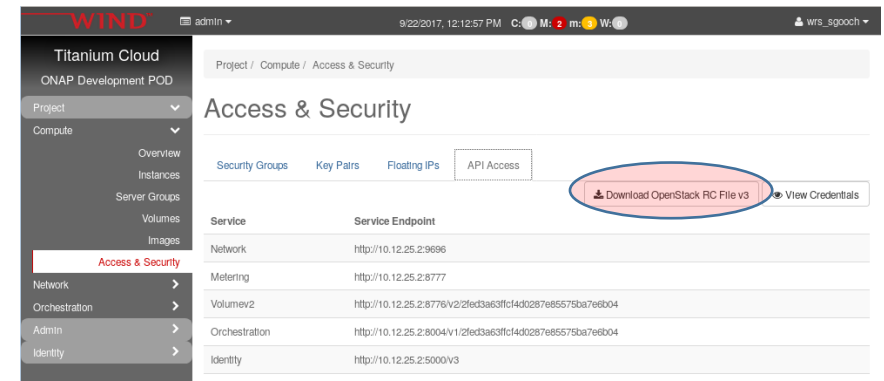 WIND admin 9/22/2017, 12:12:57 PM C: 0 M: 2 m: 3 W: 0 wrs_sgooch
Titanium Cloud
ONAP Development POD
Project
Compute
Overview
Instances
Server Groups
Volumes
Images
Access & Security
Network
Orchestration
Admin
Identity
Project / Compute / Access & Security
Access & Security
Security Groups Key Pairs Floating IPs API Access
Download OpenStack RC File v3 View Credentials
Service Service Endpoint
Network http://10.12.25.2:9696
Metering http://10.12.25.2:8777
Volumev2 http://10.12.25.2:8776/v2/2fed3a63ffcf4d0287e85575ba7e6b04
Orchestration http://10.12.25.2:8004/v1/2fed3a63ffcf4d0287e85575ba7e6b04
Identity http://10.12.25.2:5000/v3